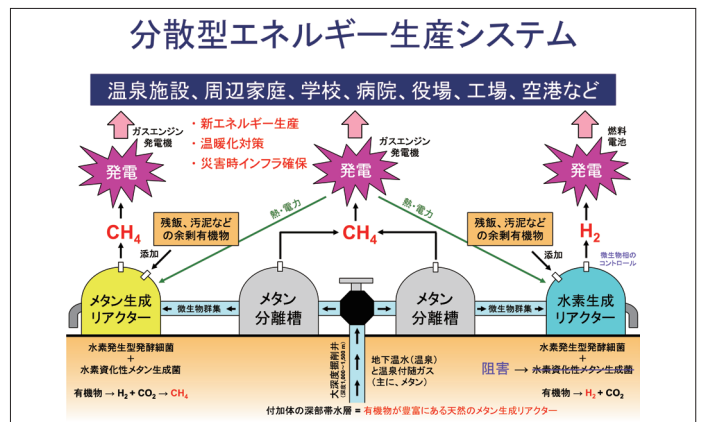 分散型エネルギー生産システム
温泉施設、周辺家庭、学校、病院、役場、工場、空港など
ガスエンジン
発電機
・新エネルギー生産
・温暖化対策
・災害時インフラ確保
ガスエンジン
発電機
燃料
電池
発電
発電
発電
残飯、汚泥など
の余剰有機物
熱・電力
熱・電力
残飯、汚泥など
の余剰有機物
CH4
添加
CH4
H2
添加
微生物相の
コントロール
メタン生成
リアクター
微生物群集
メタン
分離槽
メタン
分離槽
微生物群集
水素生成
リアクター
水素発生型発酵細菌
+
水素資化性メタン生成菌
有機物 → H2 + CO2 → CH4
大深度掘削井
(深度1,000〜1,500 m)
地下温水(温泉)
と温泉付随ガス
(主に、メタン)
水素発生型発酵細菌
+
阻害 → 水素資化性メタン生成菌
有機物 → H2 + CO2
付加体の深部帯水層 = 有機物が豊富にある天然のメタン生成リアクター